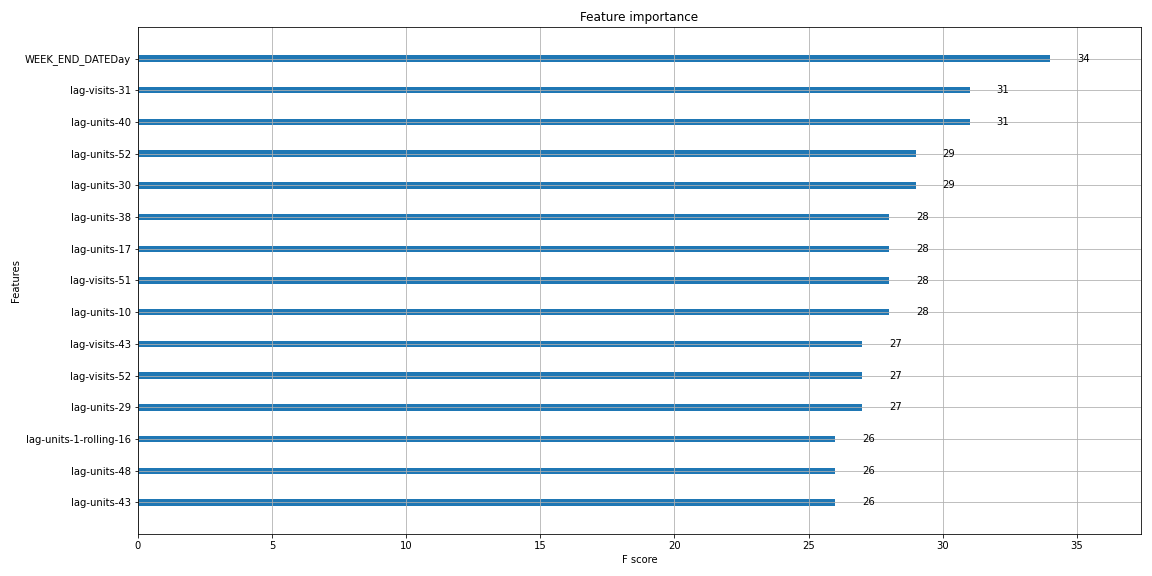 Feature importance
Features
WEEK_END_DATEDay 34
lag-visits-31 31
lag-units-40 31
lag-units-52 29
lag-units-30 29
lag-units-38 28
lag-units-17 28
lag-visits-51 28
lag-units-10 28
lag-visits-43 27
lag-visits-52 27
lag-units-29 27
lag-units-1-rolling-16 26
lag-units-48 26
lag-units-43 26
0 5 10 15 20 25 30 35
F score